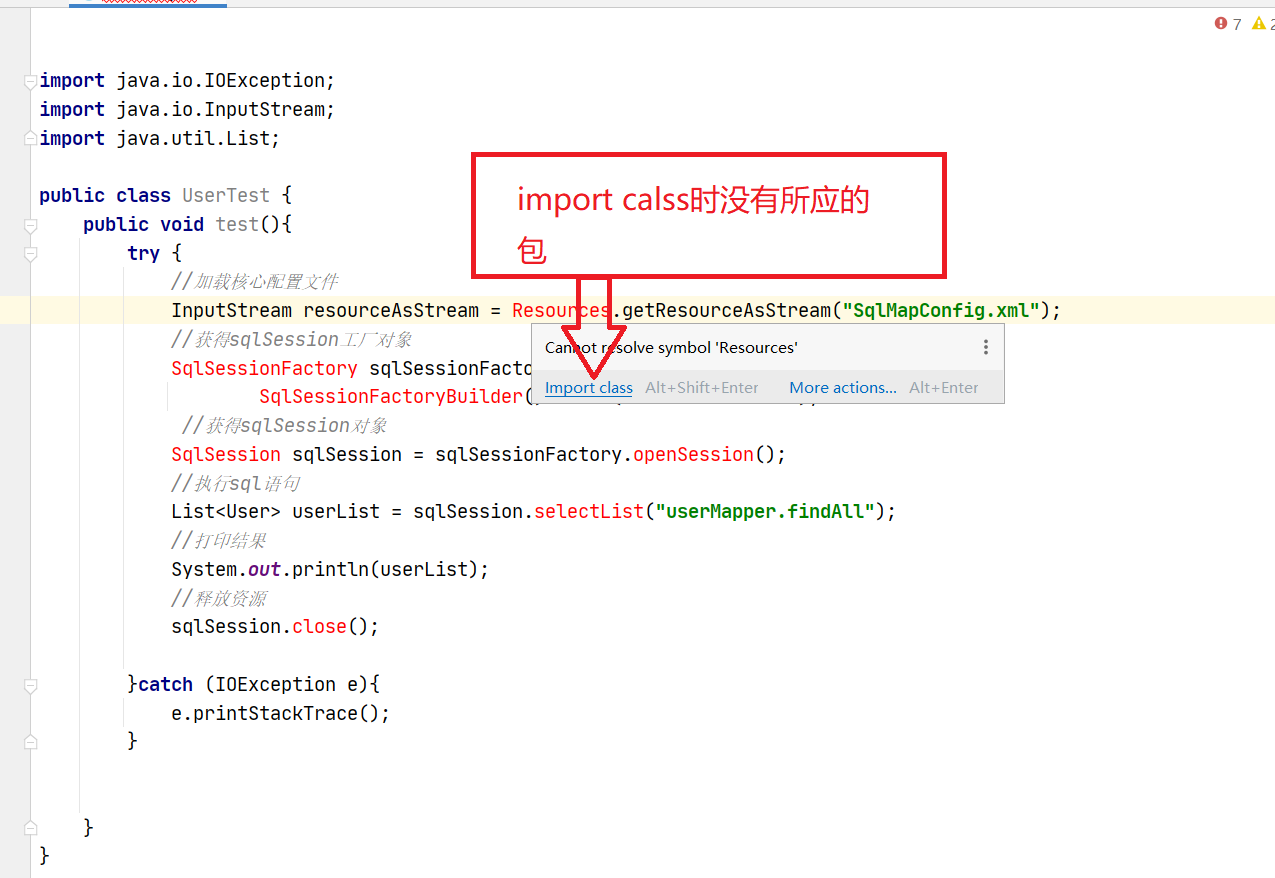 7 2
import java.io.IOException;
import java.io.InputStream;
import java.util.List;
public class UserTest {
import calss时没有所应的
包
public void test(){
try {
//加载核心配置文件
InputStream resourceAsStream = Resources.getResourceAsStream("SqlMapConfig.xml");
//获得sqlSession工厂对象
Cannot resolve symbol 'Resources'
SqlSessionFactory sqlSessionFacto
Import class Alt+Shift+Enter More actions... Alt+Enter
SqlSessionFactoryBuilder(
//获得sqlSession对象
SqlSession sqlSession = sqlSessionFactory.openSession();
//执行sql语句
List<User> userList = sqlSession.selectList("userMapper.findAll");
//打印结果
System.out.println(userList);
//释放资源
sqlSession.close();
}catch (IOException e){
e.printStackTrace();
}
}
}